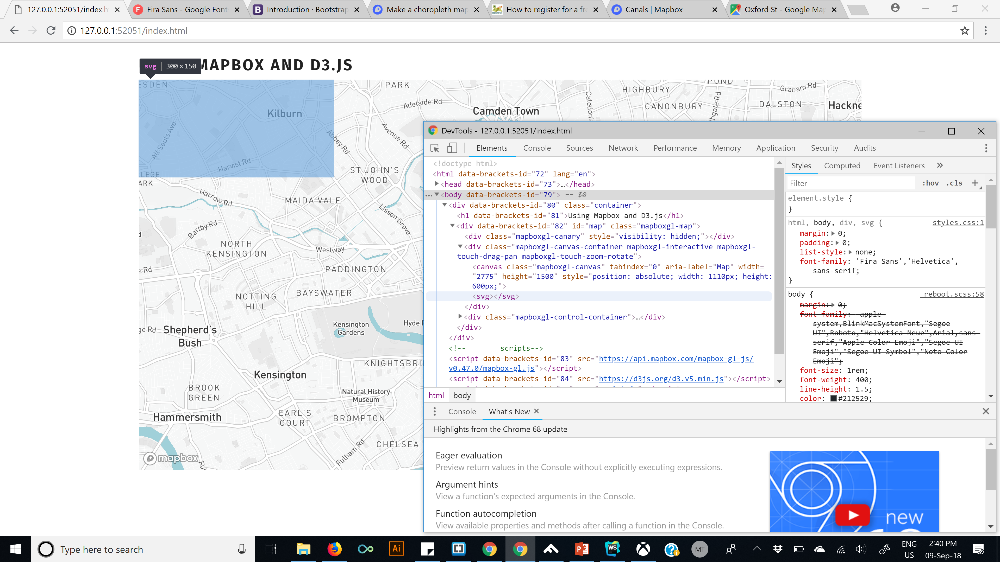 127.0.0.1:52051/index.h
Fira Sans - Google Font
Introduction · Bootstrap
Make a choropleth map
How to register for a fre
Canals | Mapbox
Oxford St - Google Map
127.0.0.1:52051/index.html
svg 300 × 150
MAPBOX AND D3.JS
ESDEN
PARK
POND
HIGHBURY
Graham Rd
Adelaide Rd
Caledonia
CANONBURY
thgate Rd
DALSTON
Hackne
Kilburn
Camden Town
All Souls Ave
Abbey Rd
Avenue Rd
Harvist Rd
LLEGE
ARK
ST JOHN'S
WOOD
Harrow Rd
MAIDA VALE
Lisson Grove
Barlby Rd
NORTH
KENSINGTON
Westway
PADDINGTON
e Rd
BAYSWATER
NOTTING
HILL
Kensington
Gardens
Hyde P
ge Rd
Shepherd's
Bush
KNIGHTSBRI
Kensington
BROOK
GREEN
Natural History
Museum
EARL'S
COURT
BROMPTON
Hammersmith
CHELSEA
Fulham Rd
mapbox
Fu
DevTools - 127.0.0.1:52051/index.html
Elements Console Sources Network Performance Memory Application Security Audits
<!doctype html>
<html data-brackets-id="72" lang="en">
<head data-brackets-id="73">…</head>
<body data-brackets-id="79"> == $0
<div data-brackets-id="80" class="container">
<h1 data-brackets-id="81">Using Mapbox and D3.js</h1>
<div data-brackets-id="82" id="map" class="mapboxgl-map">
<div class="mapboxgl-canary" style="visibility: hidden;"></div>
<div class="mapboxgl-canvas-container mapboxgl-interactive mapboxgl-
touch-drag-pan mapboxgl-touch-zoom-rotate">
<canvas class="mapboxgl-canvas" tabindex="0" aria-label="Map" width=
"2775" height="1500" style="position: absolute; width: 1110px; height:
600px;">
<svg></svg>
</div>
<div class="mapboxgl-control-container">…</div>
</div>
</div>
<!-- scripts-->
<script data-brackets-id="83" src="https://api.mapbox.com/mapbox-gl-js/
v0.47.0/mapbox-gl.js"></script>
<script data-brackets-id="84" src="https://d3js.org/d3.v5.min.js"></script>
html body
Styles Computed Event Listeners »
Filter :hov .cls +
element.style {
}
html, body, div, svg { styles.css:1
margin: 0;
padding: 0;
list-style: none;
font-family: 'Fira Sans','Helvetica',
sans-serif;
}
body { _reboot.scss:58
margin: 0;
font-family: -apple-
system,BlinkMacSystemFont,"Segoe
UI",Roboto,"Helvetica Neue",Arial,sans-
serif,"Apple Color Emoji","Segoe UI
Emoji","Segoe UI Symbol","Noto Color
Emoji";
font-size: 1rem;
font-weight: 400;
line-height: 1.5;
color: #212529;
Console What's New
Highlights from the Chrome 68 update
Eager evaluation
Preview return values in the Console without explicitly executing expressions.
Argument hints
View a function's expected arguments in the Console.
Function autocompletion
View available properties and methods after calling a function in the Console.
new
Type here to search
Ai
WS
MT
ENG
US
2:40 PM
09-Sep-18